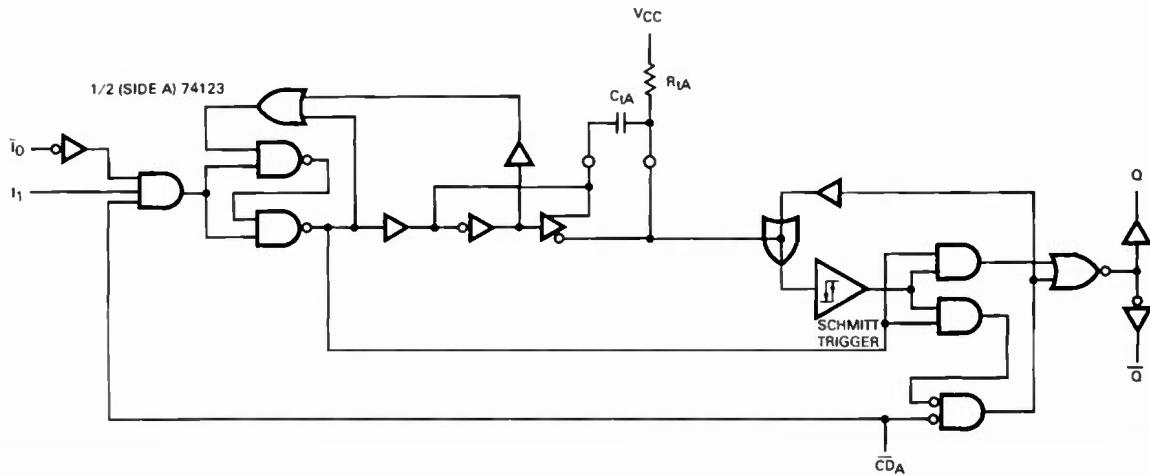 VCC
1/2 (SIDE A) 74123
RtA
CtA
Ī0
I1
Q
SCHMITT
TRIGGER
Q̅
C̅D̅A